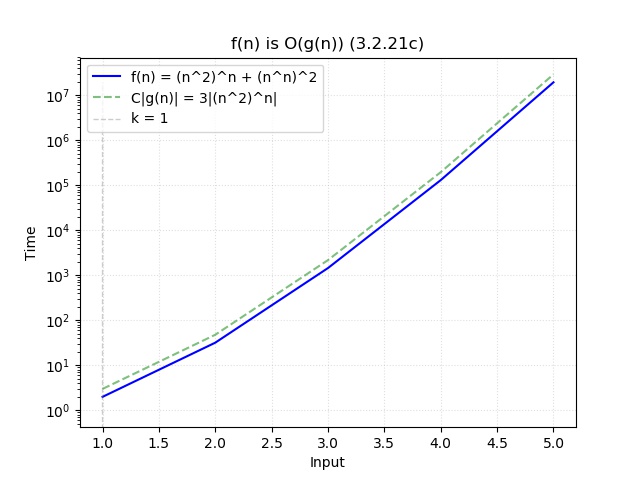 f(n) is O(g(n)) (3.2.21c)
f(n) = (n^2)^n + (n^n)^2
C|g(n)| = 3|(n^2)^n|
k = 1
Time
10^7
10^6
10^5
10^4
10^3
10^2
10^1
10^0
1.0 1.5 2.0 2.5 3.0 3.5 4.0 4.5 5.0
Input